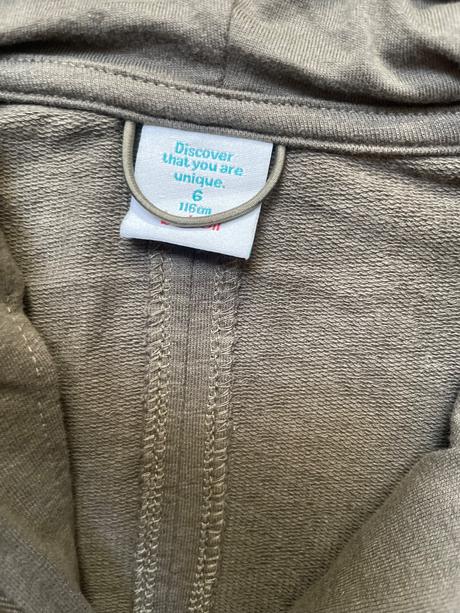 Discover
that you are
unique.
6
116cm